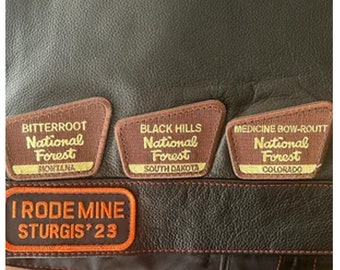 BITTERROOT
National
Forest
MONTANA
BLACK HILLS
National
Forest
SOUTH DAKOTA
MEDICINE BOW-ROUTT
National
Forest
COLORADO
I RODE MINE
STURGIS '23